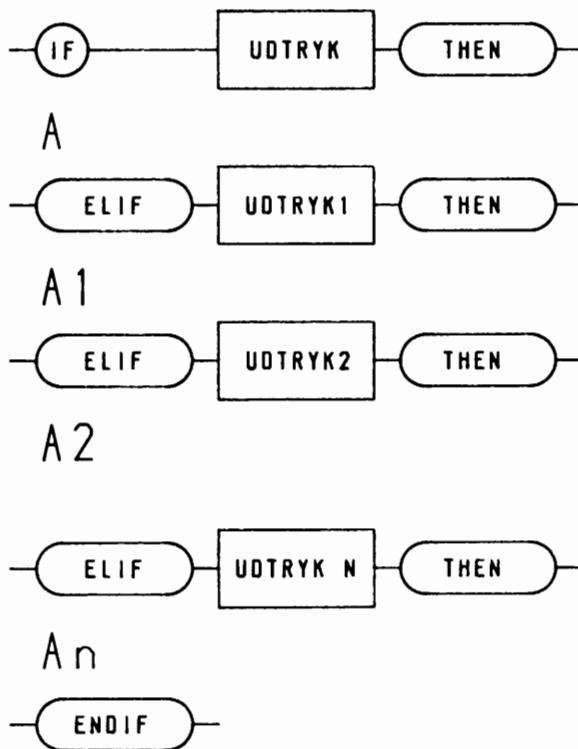 IF UDTRYK THEN
A
ELIF UDTRYK1 THEN
A1
ELIF UDTRYK2 THEN
A2
ELIF UDTRYK N THEN
An
ENDIF